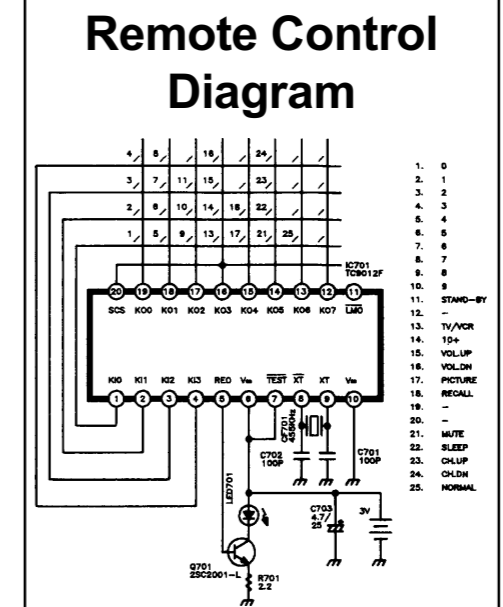 Remote Control
Diagram
4 8 16 24
3 7 11 15 23
2 6 10 14 18 22
1 5 9 13 17 21 25
IC701
TC9012F
20 19 18 17 16 15 14 13 12 11
SCS KO0 KO1 KO2 KO3 KO4 KO5 KO6 KO7 LMO
KI0 KI1 KI2 KI3 RED TEST XT XT
1 2 3 4 5 6 7 8 9 10
CF701
455KHz
C702
100P
C701
100P
LED701
C703
4.7/
25
3V
Q701
2SC2001-L
R701
2.2
1. 0
2. 1
3. 2
4. 3
5. 4
6. 5
7. 6
8. 7
9. 8
10. 9
11. STAND-BY
12. -
13. TV/VCR
14. 10+
15. VOL.UP
16. VOL.DN
17. PICTURE
18. RECALL
19. -
20. -
21. MUTE
22. SLEEP
23. CH.UP
24. CH.DN
25. NORMAL